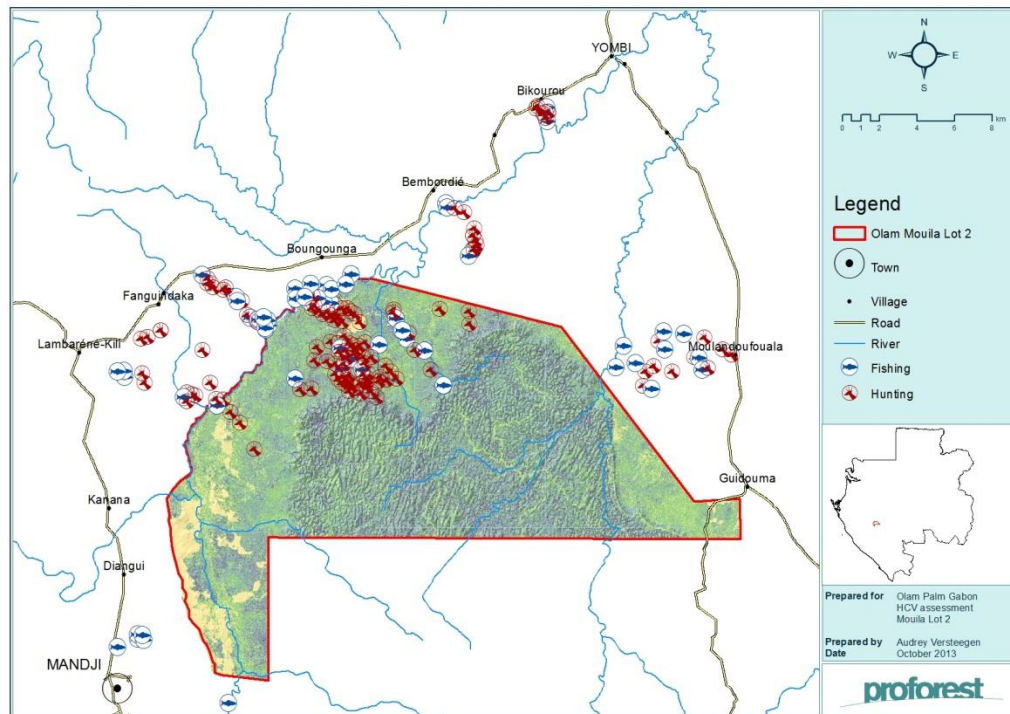 YOMBI
Bikourou
Bemboudié
Boungounga
Fanguindaka
Lambaréné-Kili
Moulandoufouala
Guidouma
Kanana
Diangui
MANDJI
N
W E
S
0 1 2 4 6 8
km
Legend
Olam Mouila Lot 2
Town
Village
Road
River
Fishing
Hunting
Prepared for Olam Palm Gabon
HCV assessment
Mouila Lot 2
Prepared by Audrey Versteegen
Date October 2013
proforest